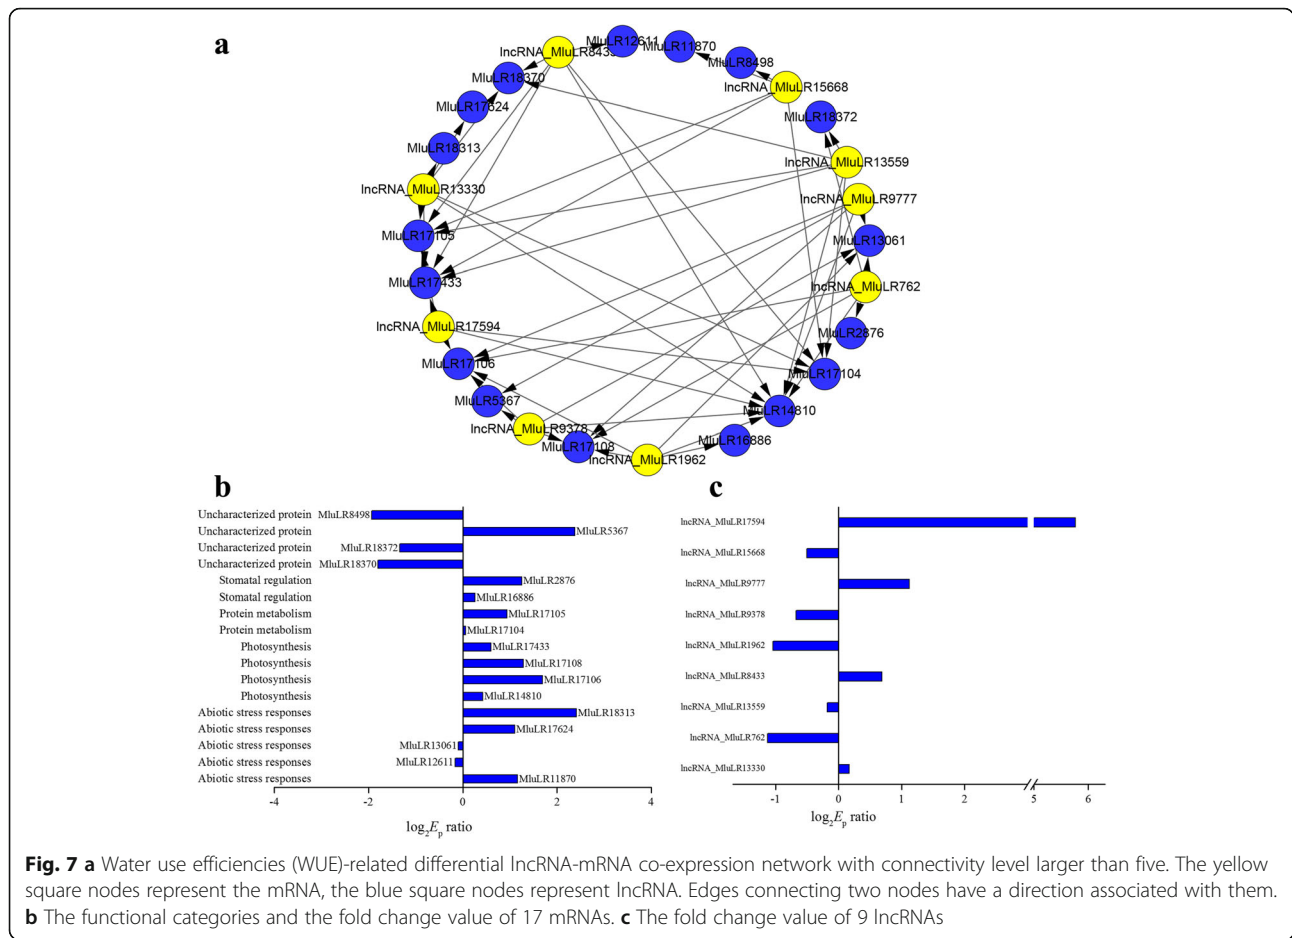 a
MluLR12611
lncRNA_MluLR8433
MluLR11870
MluLR8498
MluLR18370
lncRNA_MluLR15668
MluLR17624
MluLR18372
MluLR18313
lncRNA_MluLR13559
lncRNA_MluLR13330
lncRNA_MluLR9777
MluLR17105
MluLR13061
MluLR17433
lncRNA_MluLR762
lncRNA_MluLR17594
MluLR2876
MluLR17106
MluLR17104
MluLR5367
MluLR14810
lncRNA_MluLR9378
MluLR17108
MluLR16886
lncRNA_MluLR1962
b
Uncharacterized protein MluLR8498
Uncharacterized protein MluLR5367
Uncharacterized protein MluLR18372
Uncharacterized protein MluLR18370
Stomatal regulation MluLR2876
Stomatal regulation MluLR16886
Protein metabolism MluLR17105
Protein metabolism MluLR17104
Photosynthesis MluLR17433
Photosynthesis MluLR17108
Photosynthesis MluLR17106
Photosynthesis MluLR14810
Abiotic stress responses MluLR18313
Abiotic stress responses MluLR17624
Abiotic stress responses MluLR13061
Abiotic stress responses MluLR12611
Abiotic stress responses MluLR11870
-4 -2 0 2 4
log2Ep ratio
c
lncRNA_MluLR17594
lncRNA_MluLR15668
lncRNA_MluLR9777
lncRNA_MluLR9378
lncRNA_MluLR1962
lncRNA_MluLR8433
lncRNA_MluLR13559
lncRNA_MluLR762
lncRNA_MluLR13330
-1 0 1 2 5 6
log2Ep ratio
Fig. 7 a Water use efficiencies (WUE)-related differential lncRNA-mRNA co-expression network with connectivity level larger than five. The yellow
square nodes represent the mRNA, the blue square nodes represent lncRNA. Edges connecting two nodes have a direction associated with them.
b The functional categories and the fold change value of 17 mRNAs. c The fold change value of 9 lncRNAs